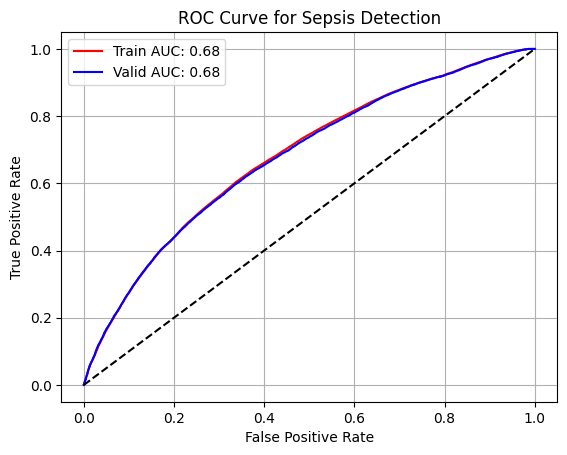 ROC Curve for Sepsis Detection
Train AUC: 0.68
Valid AUC: 0.68
1.0
0.8
0.6
0.4
0.2
0.0
True Positive Rate
0.0 0.2 0.4 0.6 0.8 1.0
False Positive Rate